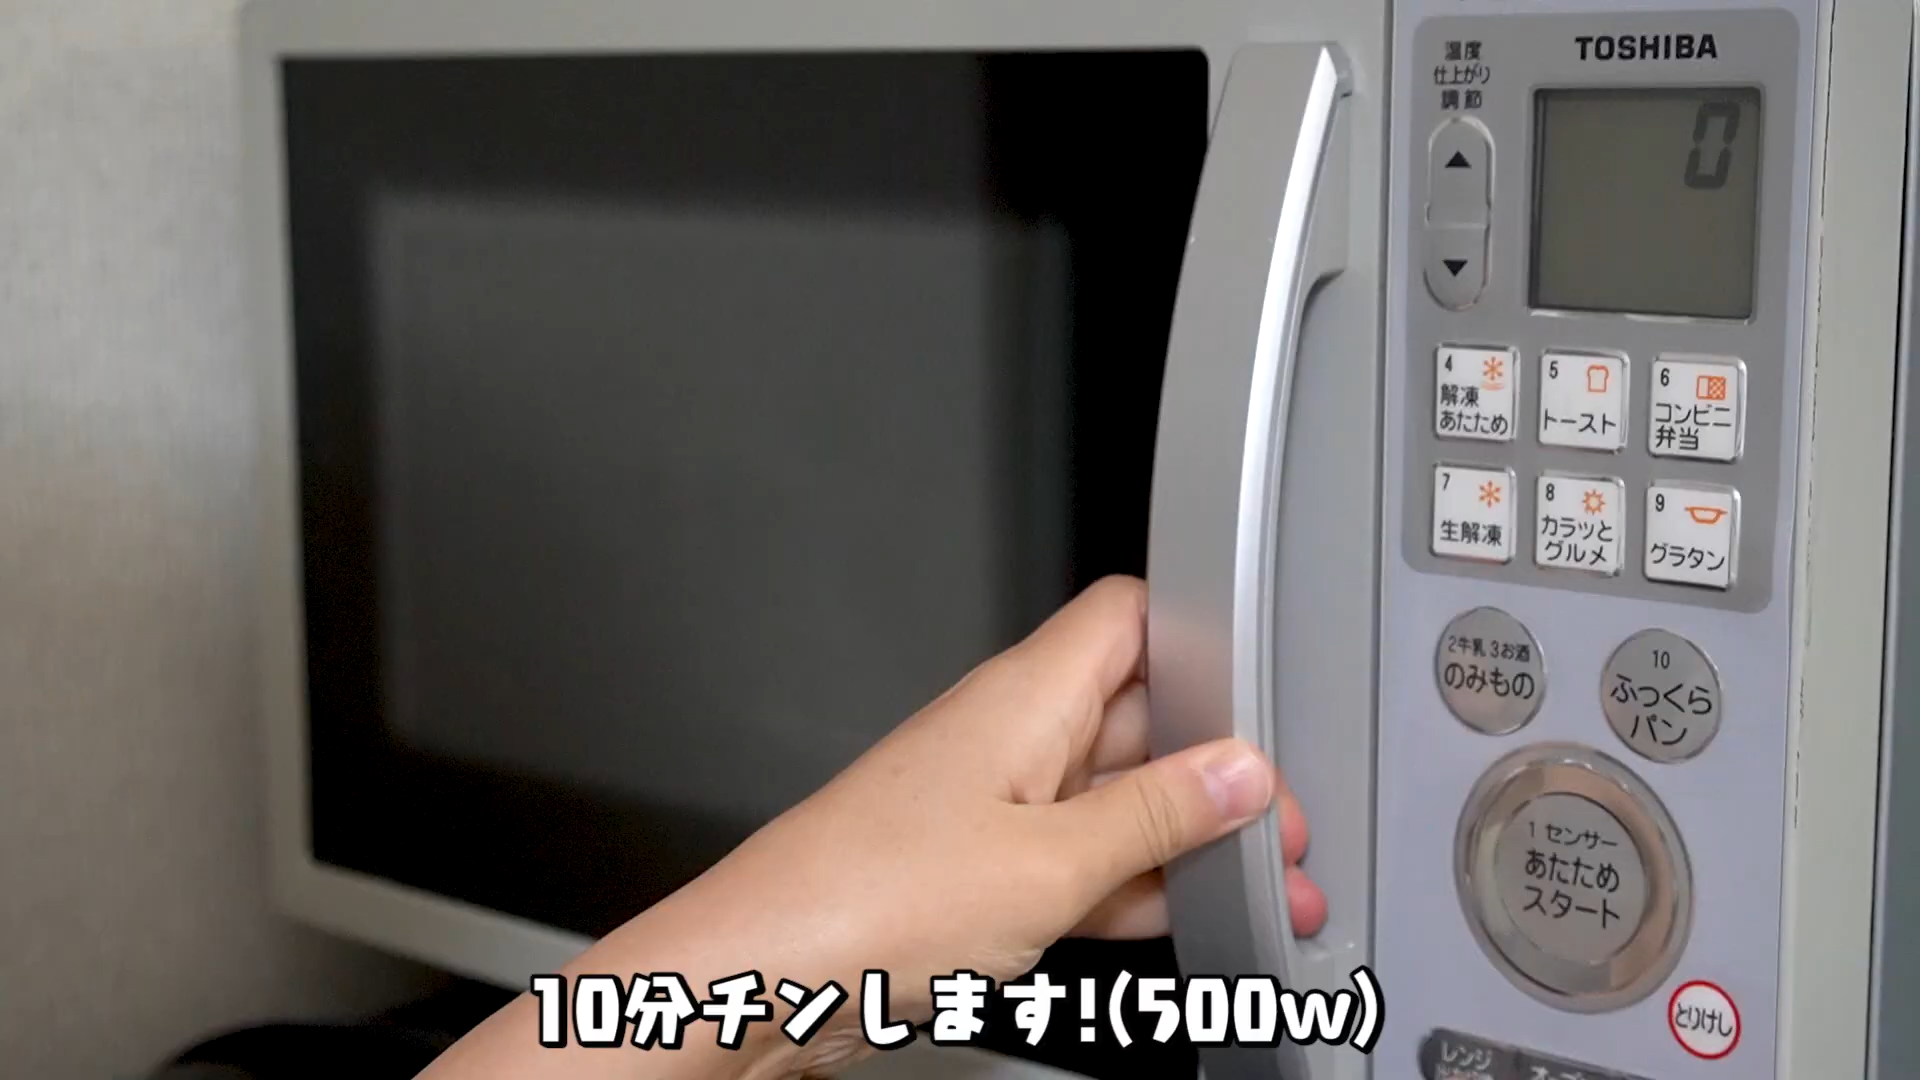 TOSHIBA
温度
仕上がり
調節
0
4
解凍
あたため
5
トースト
6
コンビニ
弁当
7
生解凍
8
カラッと
グルメ
9
グラタン
2牛乳 3お酒
のみもの
10
ふっくら
パン
1 センサー
あたため
スタート
とりけし
レンジ
10分チンします!(500w)